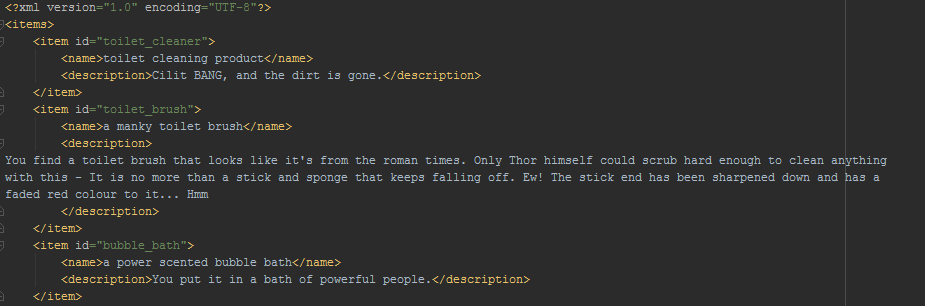 <?xml version="1.0" encoding="UTF-8"?>
<items>
    <item id="toilet_cleaner">
        <name>toilet cleaning product</name>
        <description>Cilit BANG, and the dirt is gone.</description>
    </item>
    <item id="toilet_brush">
        <name>a manky toilet brush</name>
        <description>
You find a toilet brush that looks like it's from the roman times. Only Thor himself could scrub hard enough to clean anything
with this - It is no more than a stick and sponge that keeps falling off. Ew! The stick end has been sharpened down and has a
faded red colour to it... Hmm
        </description>
    </item>
    <item id="bubble_bath">
        <name>a power scented bubble bath</name>
        <description>You put it in a bath of powerful people.</description>
    </item>